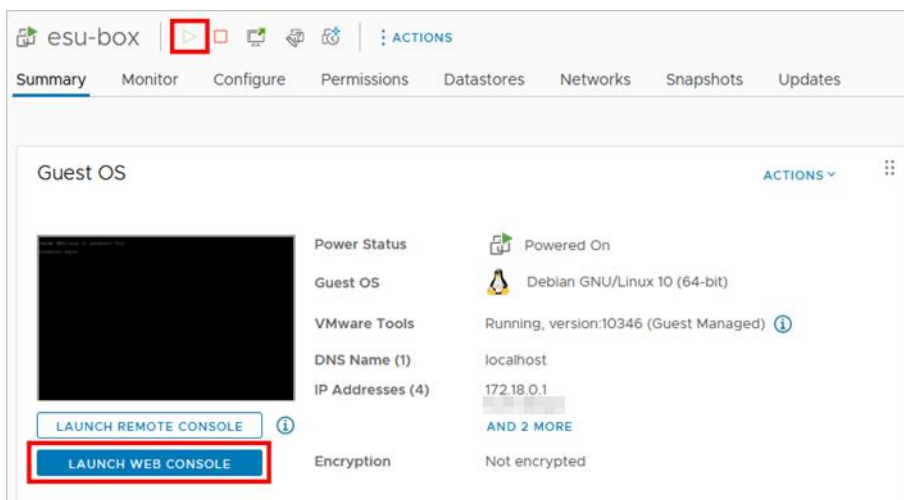 esu-box ACTIONS
Summary Monitor Configure Permissions Datastores Networks Snapshots Updates
Guest OS ACTIONS
Power Status Powered On
Guest OS Debian GNU/Linux 10 (64-bit)
VMware Tools Running, version:10346 (Guest Managed)
DNS Name (1) localhost
IP Addresses (4) 172.18.0.1
AND 2 MORE
LAUNCH REMOTE CONSOLE
LAUNCH WEB CONSOLE
Encryption Not encrypted